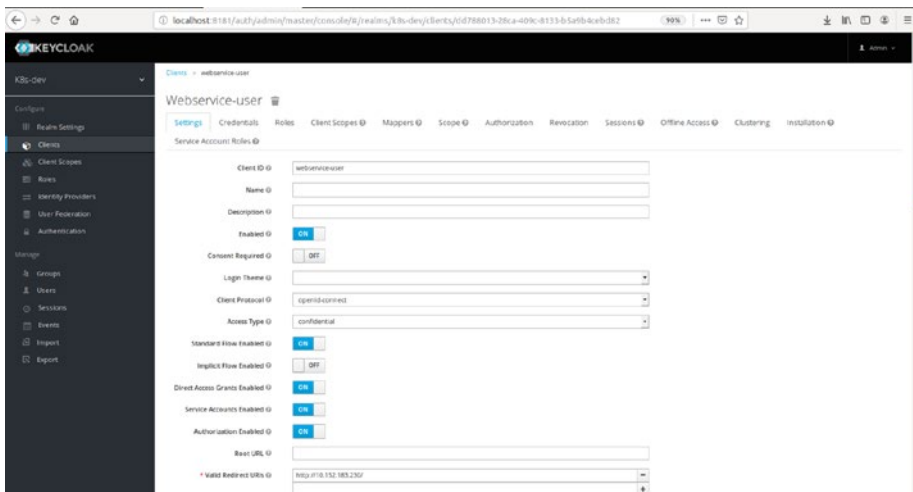 localhost:8181/auth/admin/master/console/#/realms/k8s-dev/clients/dd788013-28ca-409c-8133-b5a9b4cebd82 90%
KEYCLOAK Admin
K8s-dev
Clients > webservice-user
Webservice-user
Settings Credentials Roles Client Scopes Mappers Scope Authorization Revocation Sessions Offline Access Clustering Installation
Service Account Roles
Configure
Realm Settings
Clients
Client Scopes
Roles
Identity Providers
User Federation
Authentication
Manage
Groups
Users
Sessions
Events
Import
Export
Client ID webservice-user
Name
Description
Enabled ON
Consent Required OFF
Login Theme
Client Protocol openid-connect
Access Type confidential
Standard Flow Enabled ON
Implicit Flow Enabled OFF
Direct Access Grants Enabled ON
Service Accounts Enabled ON
Authorization Enabled ON
Root URL
* Valid Redirect URIs http://10.152.183.230/